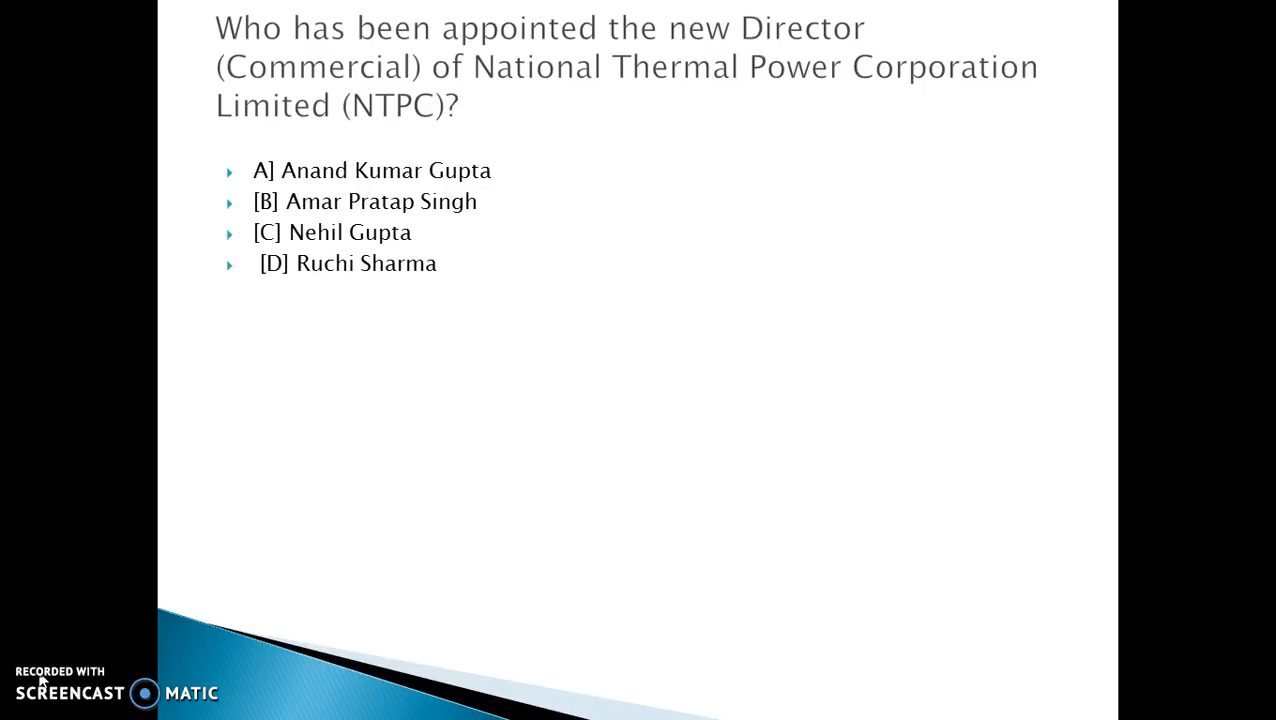 Who has been appointed the new Director
(Commercial) of National Thermal Power Corporation
Limited (NTPC)?
A] Anand Kumar Gupta
[B] Amar Pratap Singh
[C] Nehil Gupta
[D] Ruchi Sharma
RECORDED WITH
SCREENCAST MATIC